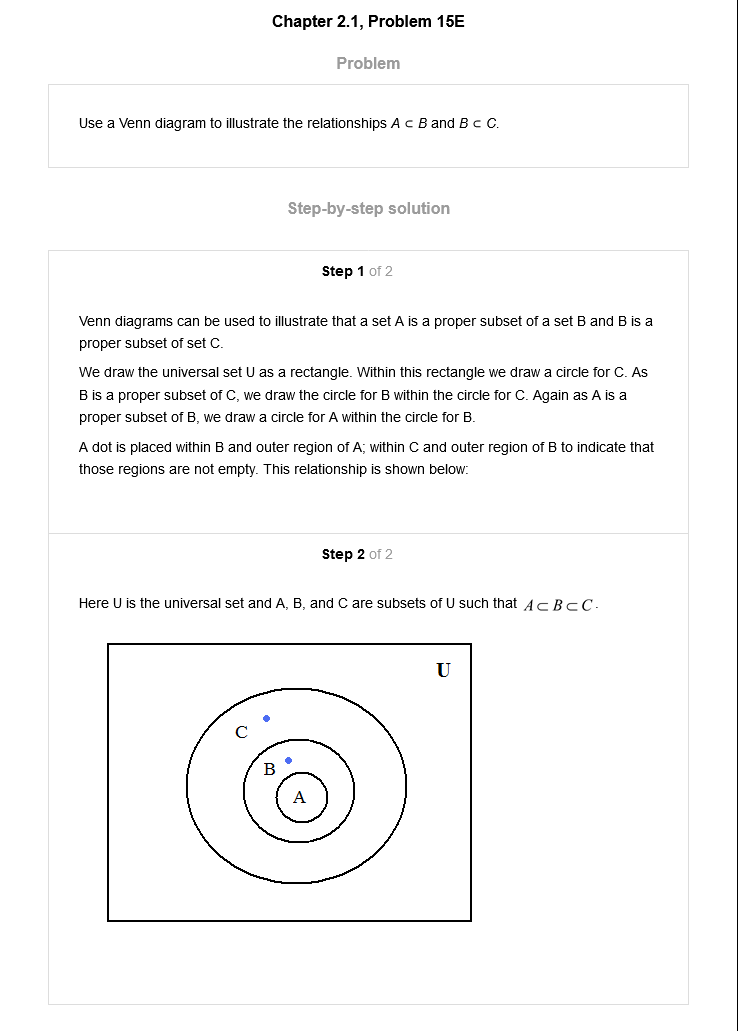 Chapter 2.1, Problem 15E
Problem
Use a Venn diagram to illustrate the relationships A ⊂ B and B ⊂ C.
Step-by-step solution
Step 1 of 2
Venn diagrams can be used to illustrate that a set A is a proper subset of a set B and B is a
proper subset of set C.
We draw the universal set U as a rectangle. Within this rectangle we draw a circle for C. As
B is a proper subset of C, we draw the circle for B within the circle for C. Again as A is a
proper subset of B, we draw a circle for A within the circle for B.
A dot is placed within B and outer region of A; within C and outer region of B to indicate that
those regions are not empty. This relationship is shown below:
Step 2 of 2
Here U is the universal set and A, B, and C are subsets of U such that A ⊂ B ⊂ C.
U
C
B
A